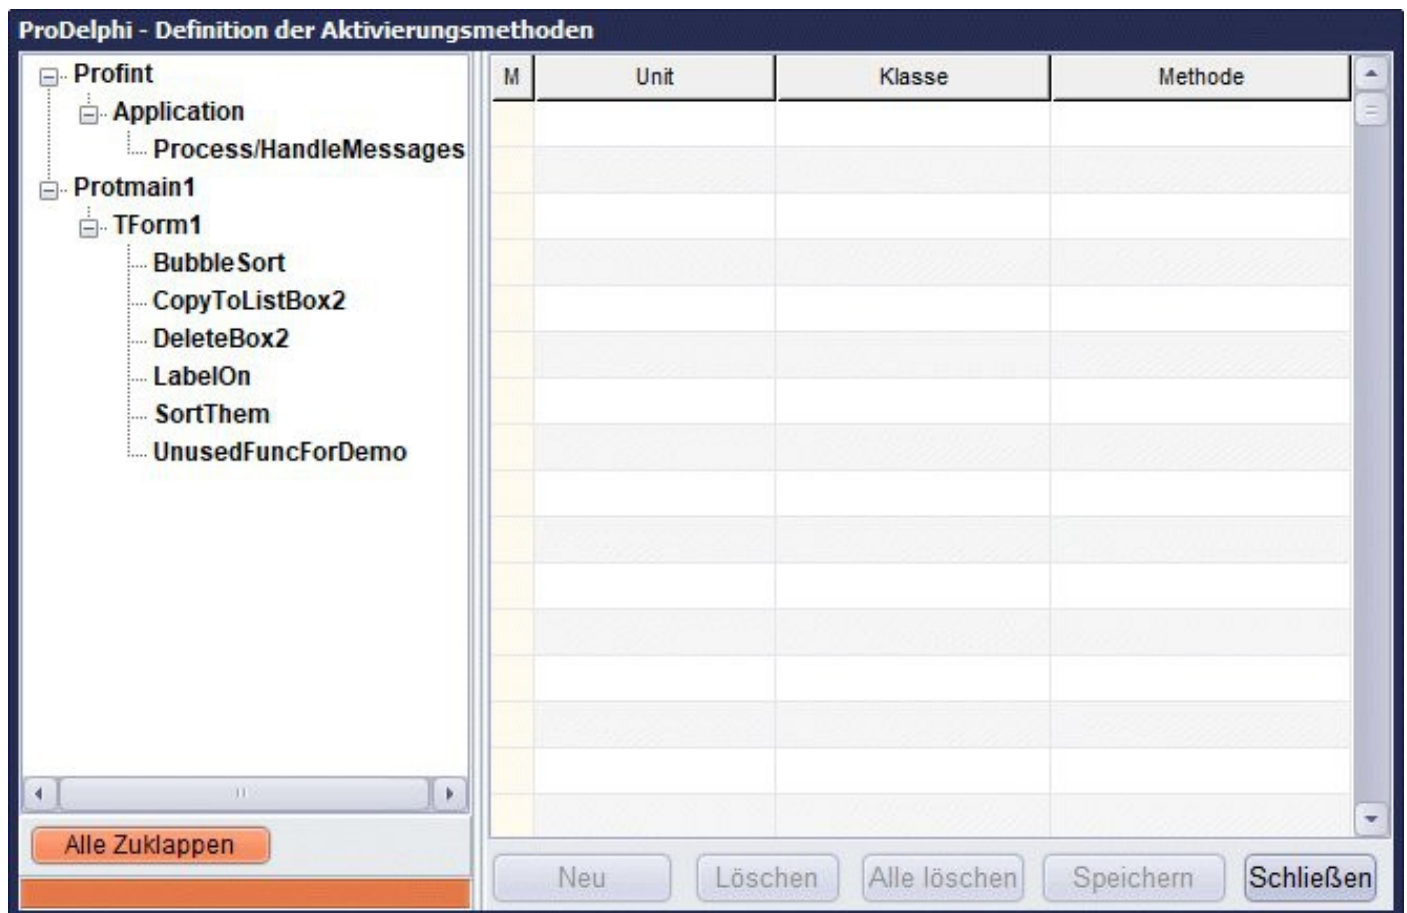 ProDelphi - Definition der Aktivierungsmethoden
Profint
Application
Process/HandleMessages
Protmain1
TForm1
BubbleSort
CopyToListBox2
DeleteBox2
LabelOn
SortThem
UnusedFuncForDemo
Alle Zuklappen
M Unit Klasse Methode
Neu Löschen Alle löschen Speichern Schließen